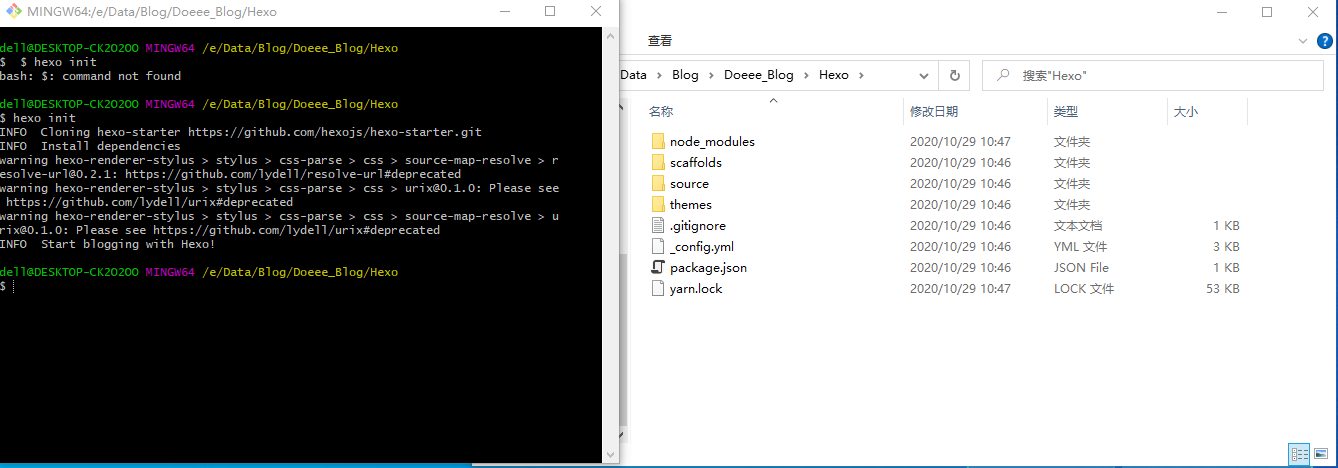 MINGW64:/e/Data/Blog/Doeee_Blog/Hexo
dell@DESKTOP-CK2O2OO MINGW64 /e/Data/Blog/Doeee_Blog/Hexo
$  $ hexo init
bash: $: command not found
dell@DESKTOP-CK2O2OO MINGW64 /e/Data/Blog/Doeee_Blog/Hexo
$ hexo init
INFO  Cloning hexo-starter https://github.com/hexojs/hexo-starter.git
INFO  Install dependencies
warning hexo-renderer-stylus > stylus > css-parse > css > source-map-resolve > r
esolve-url@0.2.1: https://github.com/lydell/resolve-url#deprecated
warning hexo-renderer-stylus > stylus > css-parse > css > urix@0.1.0: Please see
 https://github.com/lydell/urix#deprecated
warning hexo-renderer-stylus > stylus > css-parse > css > source-map-resolve > u
rix@0.1.0: Please see https://github.com/lydell/urix#deprecated
INFO  Start blogging with Hexo!
dell@DESKTOP-CK2O2OO MINGW64 /e/Data/Blog/Doeee_Blog/Hexo
$
查看
Data > Blog > Doeee_Blog > Hexo >
搜索"Hexo"
名称 修改日期 类型 大小
node_modules 2020/10/29 10:47 文件夹
scaffolds 2020/10/29 10:46 文件夹
source 2020/10/29 10:46 文件夹
themes 2020/10/29 10:46 文件夹
.gitignore 2020/10/29 10:46 文本文档 1 KB
_config.yml 2020/10/29 10:46 YML 文件 3 KB
package.json 2020/10/29 10:46 JSON File 1 KB
yarn.lock 2020/10/29 10:47 LOCK 文件 53 KB